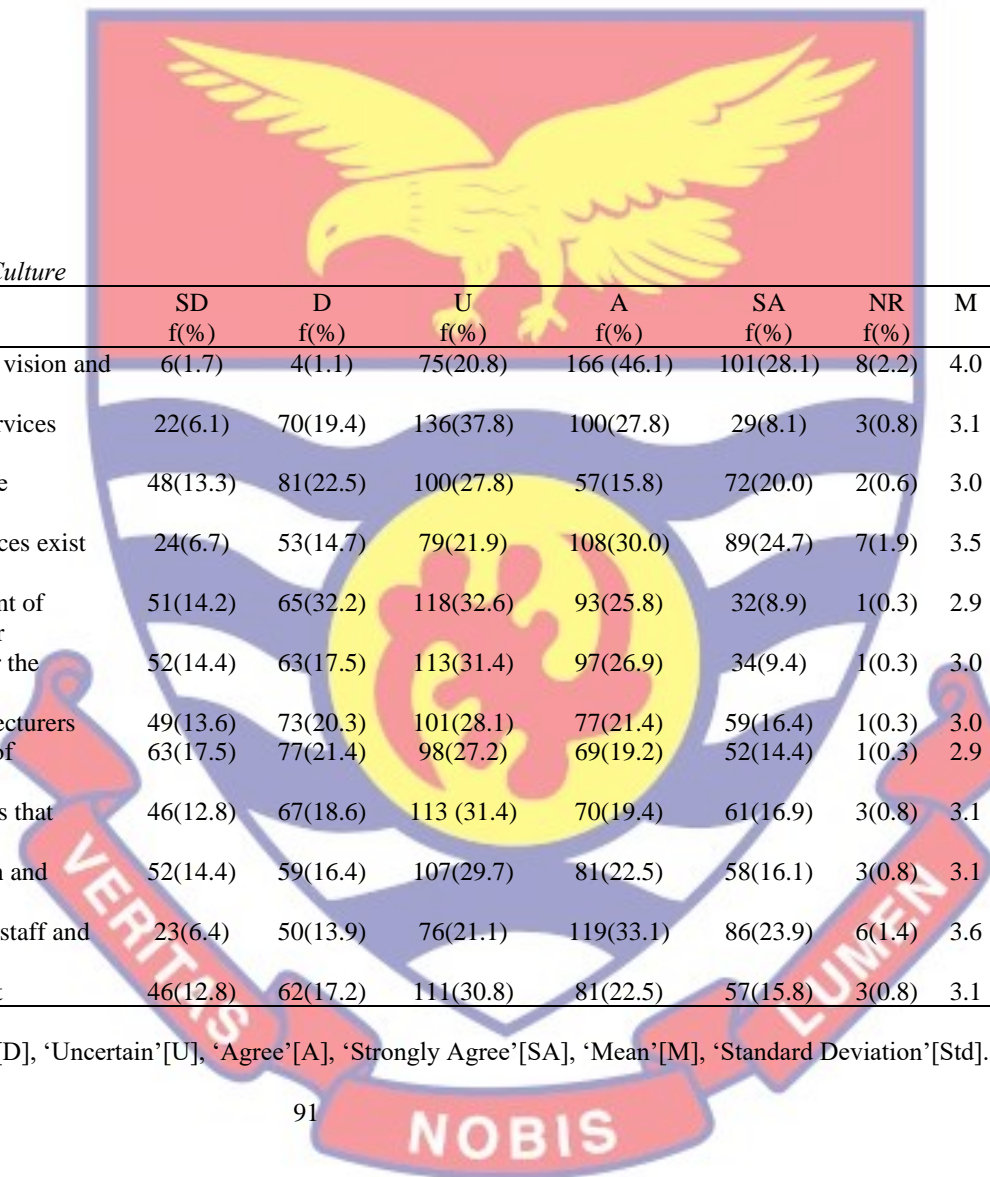 Culture
SD D U A SA NR M
f(%) f(%) f(%) f(%) f(%) f(%)
vision and 6(1.7) 4(1.1) 75(20.8) 166 (46.1) 101(28.1) 8(2.2) 4.0
rvices 22(6.1) 70(19.4) 136(37.8) 100(27.8) 29(8.1) 3(0.8) 3.1
e 48(13.3) 81(22.5) 100(27.8) 57(15.8) 72(20.0) 2(0.6) 3.0
ces exist 24(6.7) 53(14.7) 79(21.9) 108(30.0) 89(24.7) 7(1.9) 3.5
nt of 51(14.2) 65(32.2) 118(32.6) 93(25.8) 32(8.9) 1(0.3) 2.9
r
r the 52(14.4) 63(17.5) 113(31.4) 97(26.9) 34(9.4) 1(0.3) 3.0
ecturers 49(13.6) 73(20.3) 101(28.1) 77(21.4) 59(16.4) 1(0.3) 3.0
of 63(17.5) 77(21.4) 98(27.2) 69(19.2) 52(14.4) 1(0.3) 2.9
s that 46(12.8) 67(18.6) 113 (31.4) 70(19.4) 61(16.9) 3(0.8) 3.1
n and 52(14.4) 59(16.4) 107(29.7) 81(22.5) 58(16.1) 3(0.8) 3.1
staff and 23(6.4) 50(13.9) 76(21.1) 119(33.1) 86(23.9) 6(1.4) 3.6
t 46(12.8) 62(17.2) 111(30.8) 81(22.5) 57(15.8) 3(0.8) 3.1
[D], ‘Uncertain’[U], ‘Agree’[A], ‘Strongly Agree’[SA], ‘Mean’[M], ‘Standard Deviation’[Std].
91
VERITAS
NOBIS
LUMEN